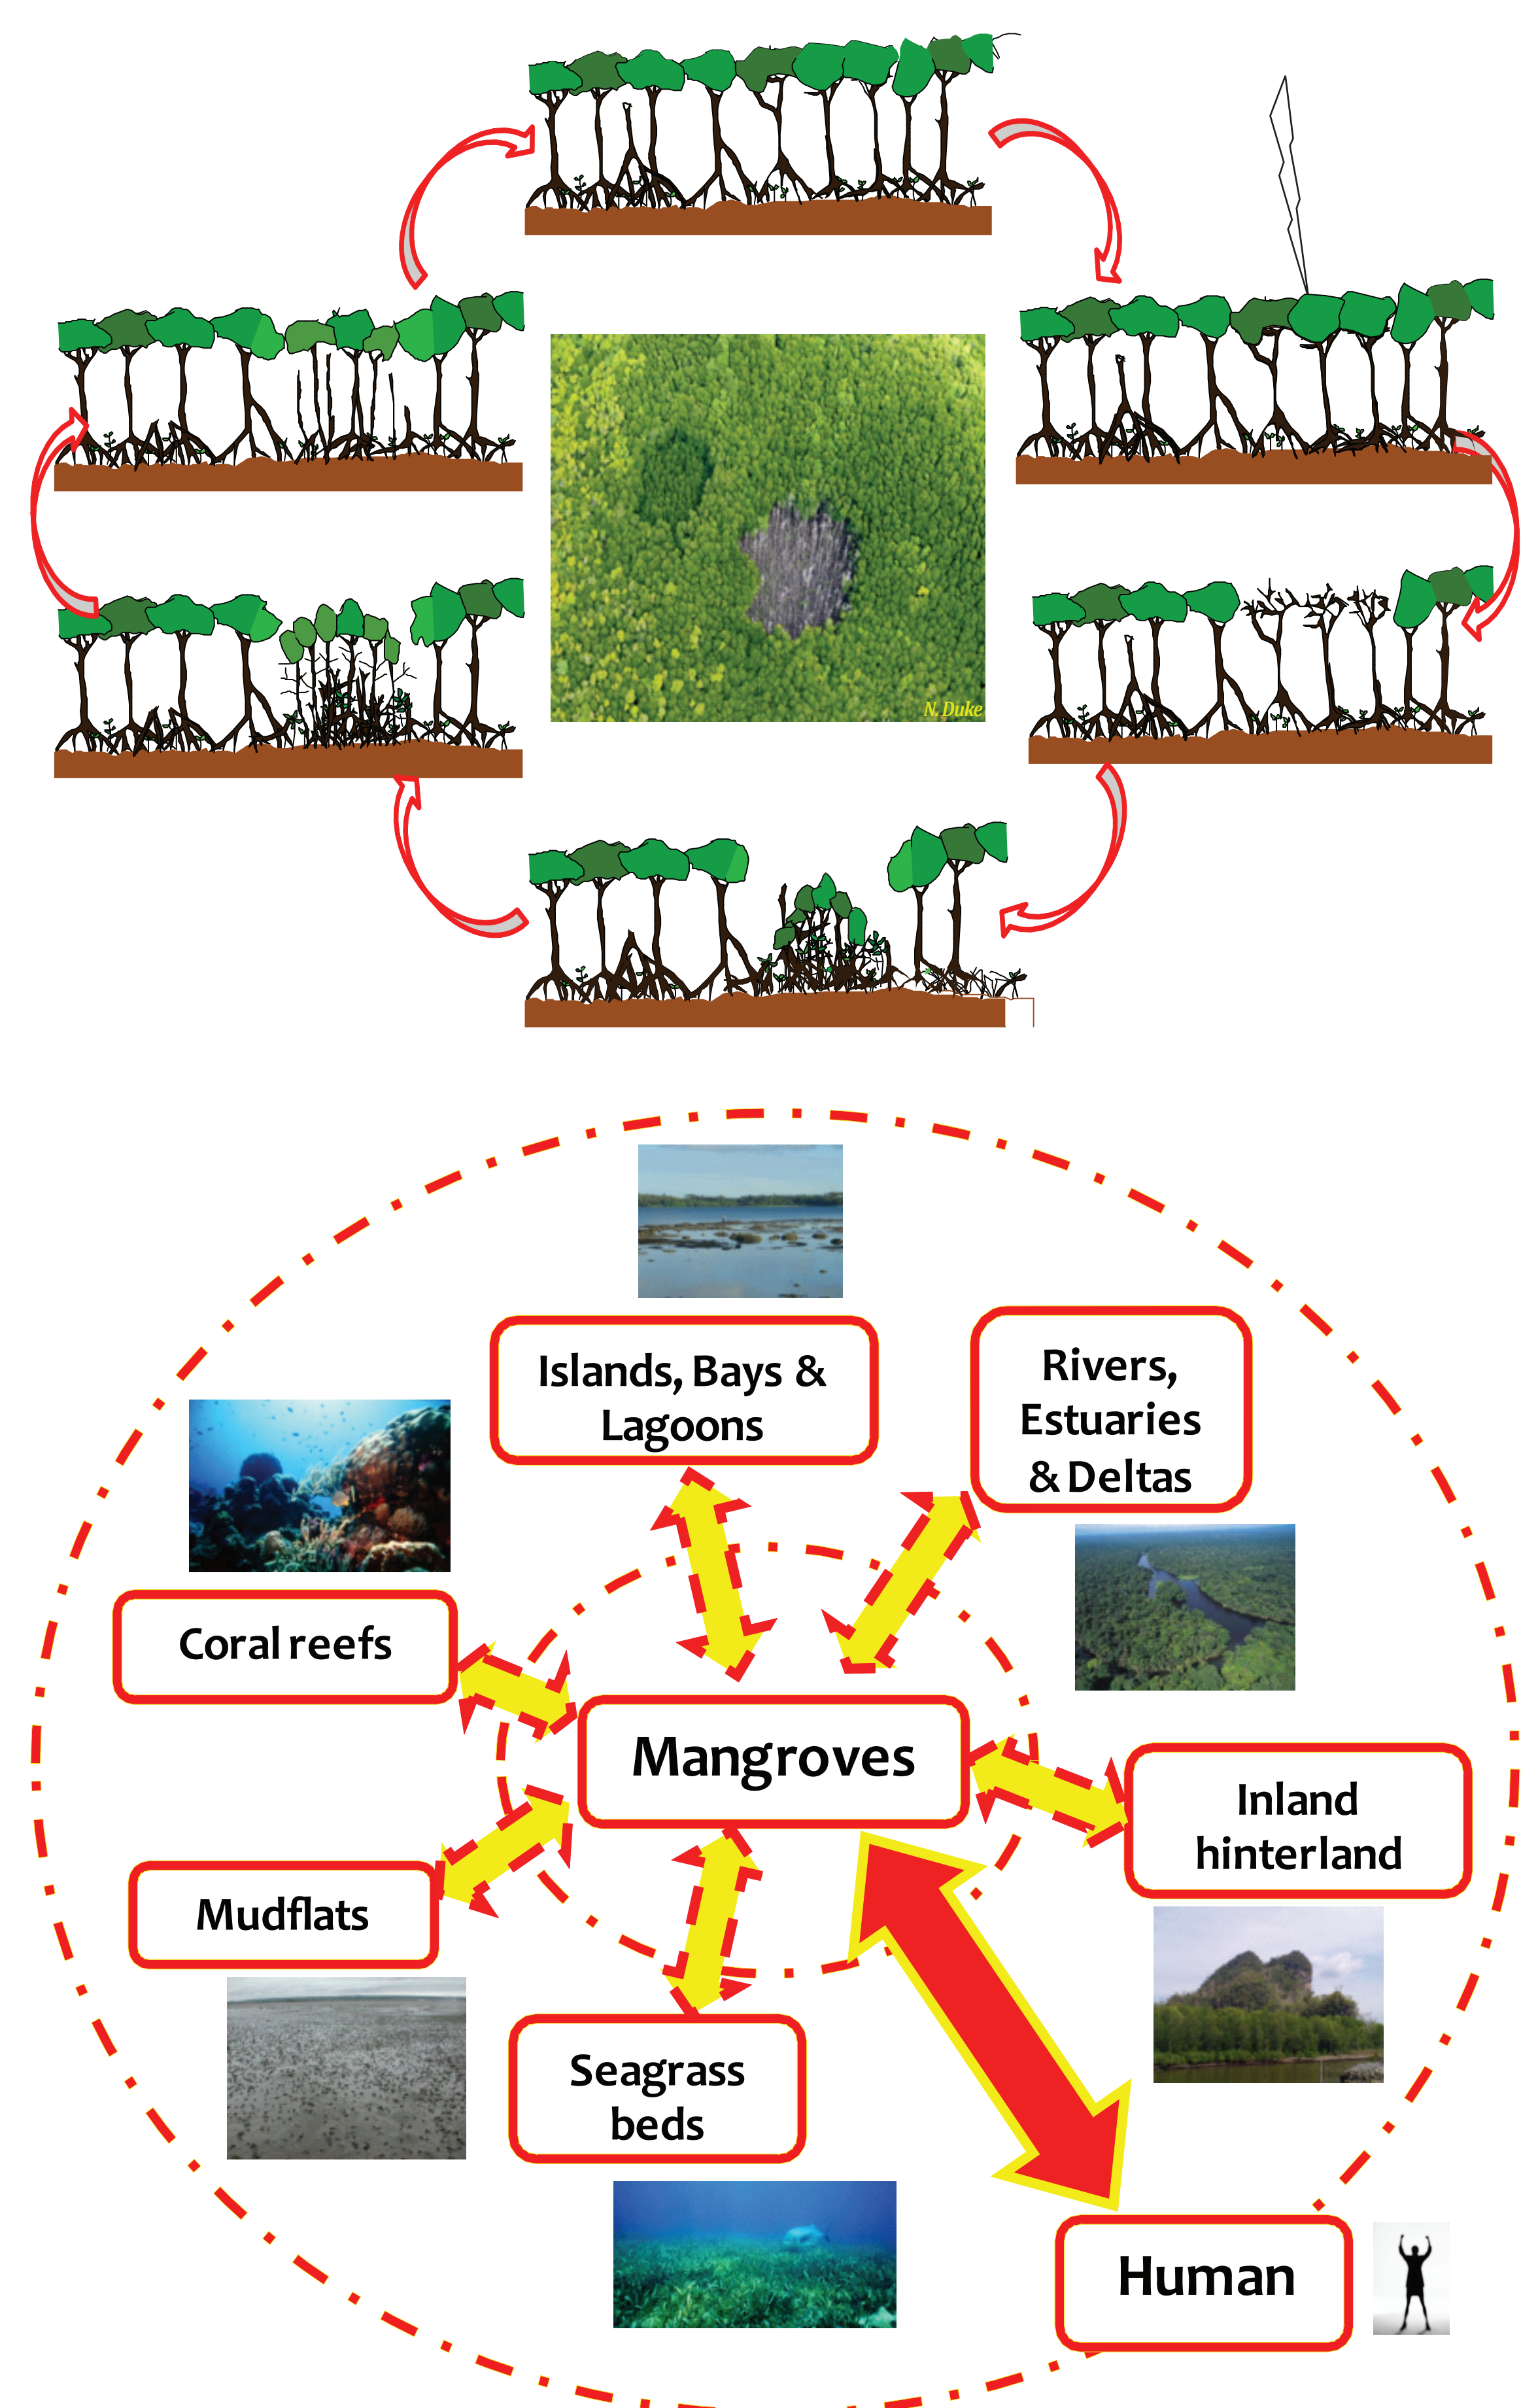 N. Duke
Islands, Bays &
Lagoons
Rivers,
Estuaries
& Deltas
Coral reefs
Mangroves
Inland
hinterland
Mudflats
Seagrass
beds
Human